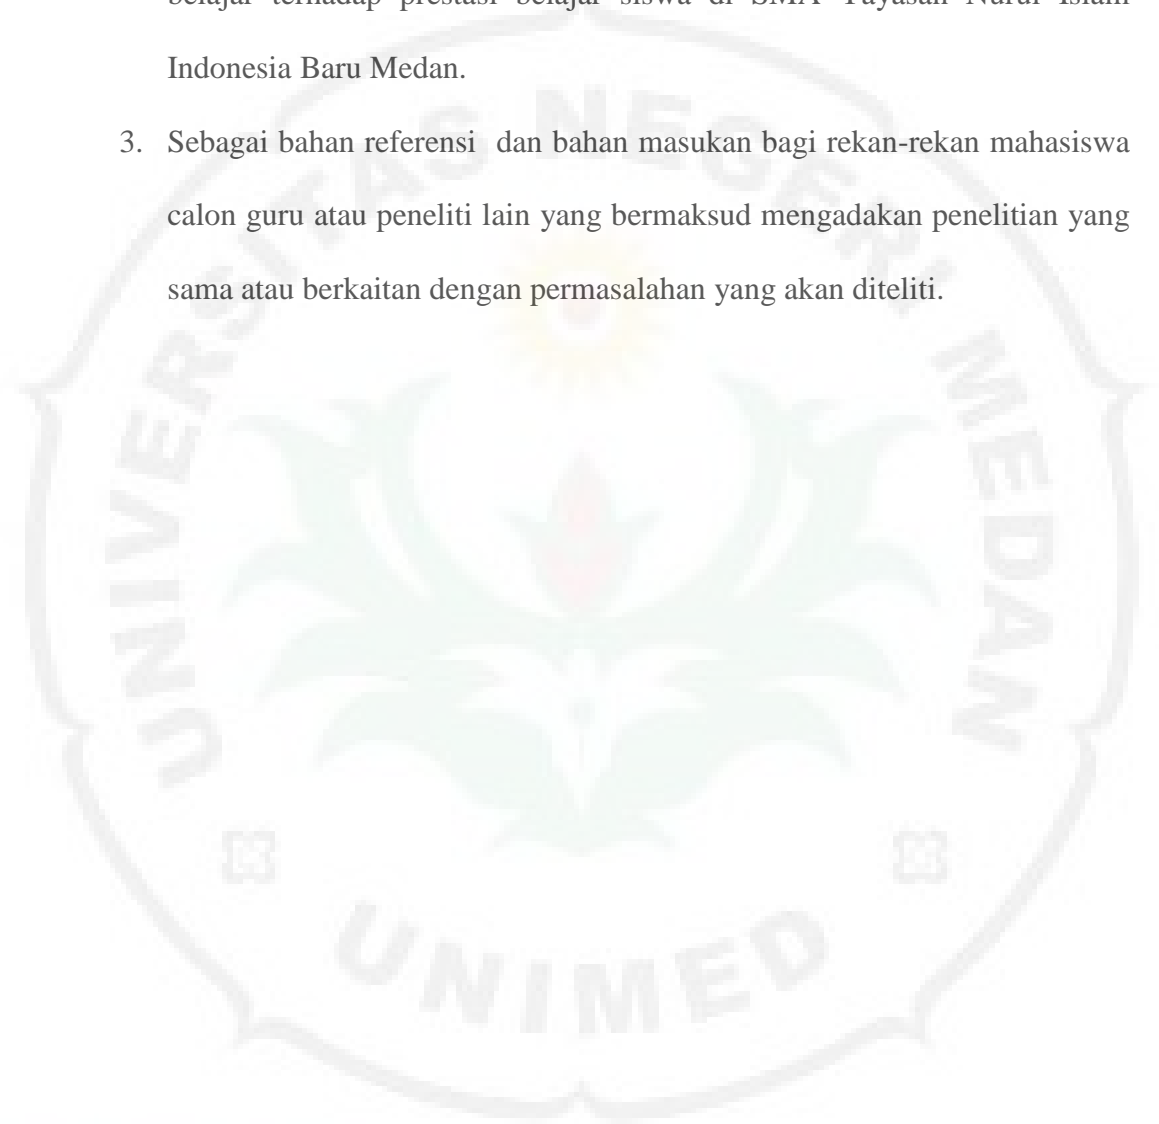 belajar terhadap prestasi belajar siswa di SMA Yayasan Nurul Islam
Indonesia Baru Medan.
3. Sebagai bahan referensi dan bahan masukan bagi rekan-rekan mahasiswa
calon guru atau peneliti lain yang bermaksud mengadakan penelitian yang
sama atau berkaitan dengan permasalahan yang akan diteliti.
UNIVERSITAS NEGERI MEDAN
UNIMED